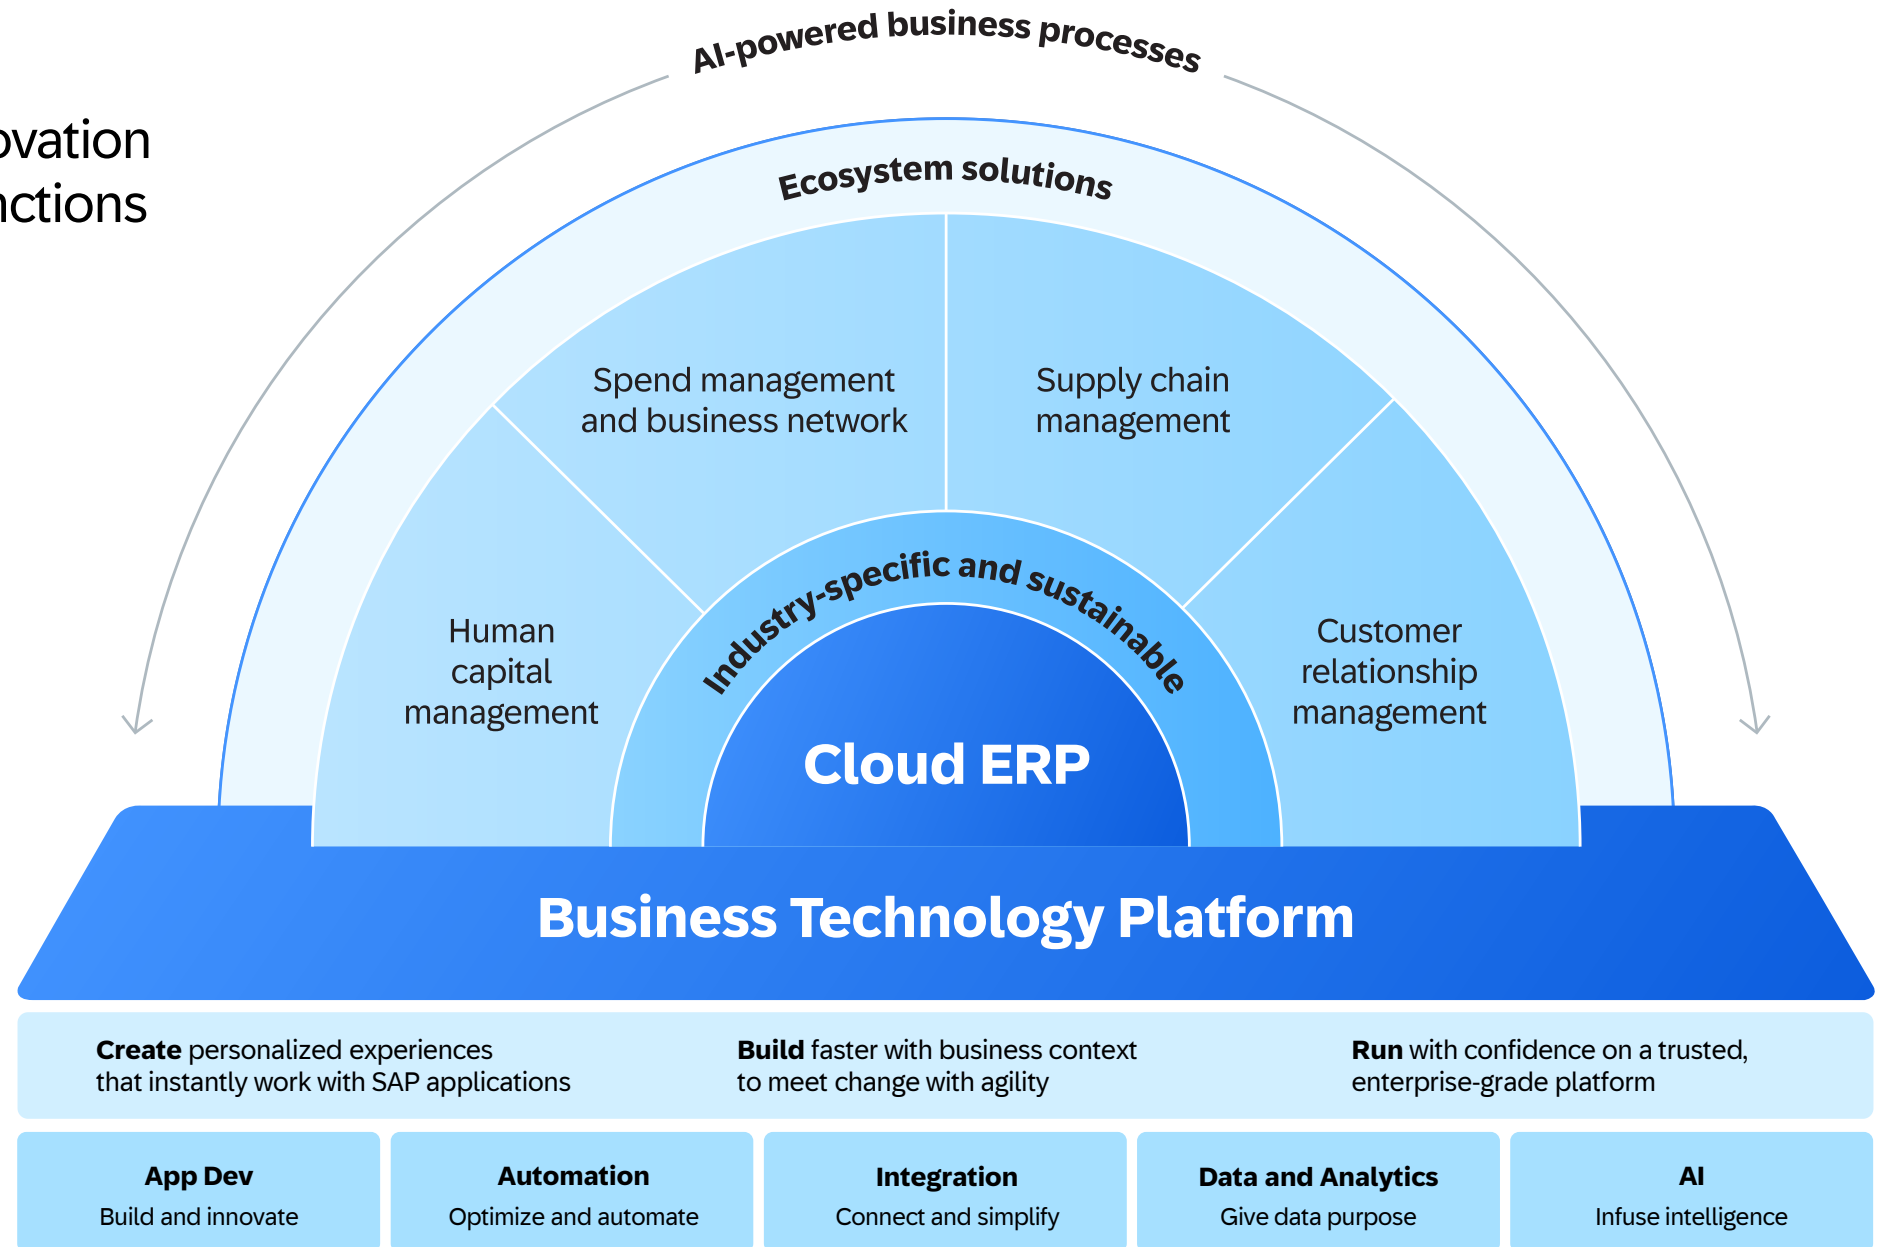 AI-powered business processes
ovation
nctions
Ecosystem solutions
Spend management
and business network
Supply chain
management
Industry-specific and sustainable
Human
capital
management
Customer
relationship
management
Cloud ERP
Business Technology Platform
Create personalized experiences
that instantly work with SAP applications
Build faster with business context
to meet change with agility
Run with confidence on a trusted,
enterprise-grade platform
App Dev
Build and innovate
Automation
Optimize and automate
Integration
Connect and simplify
Data and Analytics
Give data purpose
AI
Infuse intelligence